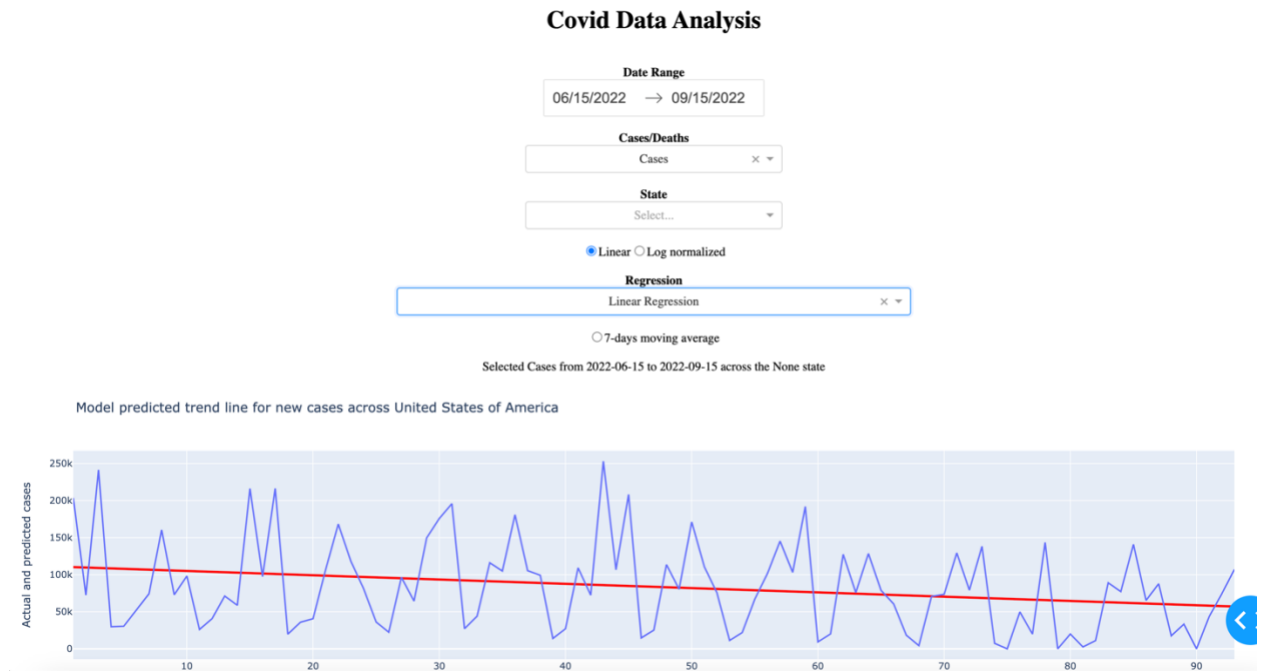 Covid Data Analysis
Date Range
06/15/2022 → 09/15/2022
Cases/Deaths
Cases × 
State
Select...
Linear Log normalized
Regression
Linear Regression ×
7-days moving average
Selected Cases from 2022-06-15 to 2022-09-15 across the None state
Model predicted trend line for new cases across United States of America
Actual and predicted cases
250k
200k
150k
100k
50k
0
10 20 30 40 50 60 70 80 90